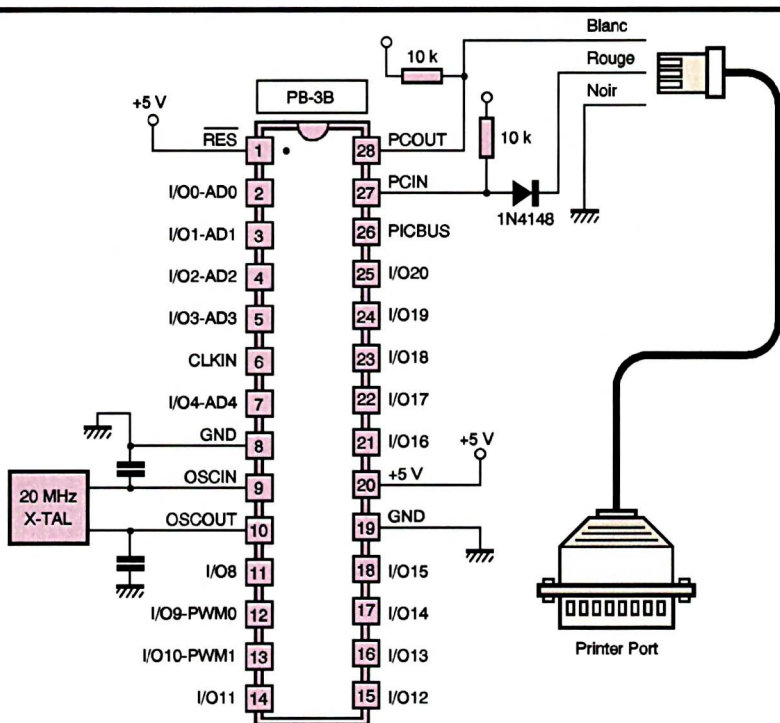 Blanc
Rouge
Noir
10 k
10 k
PB-3B
+5 V
RES
1
I/O0-AD0
2
I/O1-AD1
3
I/O2-AD2
4
I/O3-AD3
5
CLKIN
6
I/O4-AD4
7
GND
8
OSCIN
9
OSCOUT
10
I/O8
11
I/O9-PWM0
12
I/O10-PWM1
13
I/O11
14
20 MHz
X-TAL
28
PCOUT
27
PCIN
1N4148
26
PICBUS
25
I/O20
24
I/O19
23
I/O18
22
I/O17
21
I/O16
+5 V
20
+5 V
19
GND
18
I/O15
17
I/O14
16
I/O13
15
I/O12
Printer Port